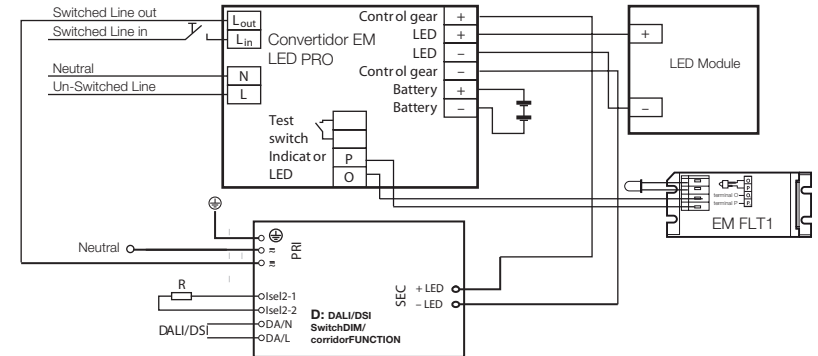 Switched Line out
Switched Line in
Neutral
Un-Switched Line
Lout
Lin
N
L
Convertidor EM
LED PRO
Control gear +
LED +
LED –
Control gear –
Battery +
Battery –
Test
switch
Indicator P
LED O
+
LED Module
–
O
P
terminal O O
terminal P P
EM FLT1
Neutral
PRI
R
Isel2-1
Isel2-2
DALI/DSI
DA/N
DA/L
D: DALI/DSI
SwitchDIM/
corridorFUNCTION
SEC
+ LED
– LED